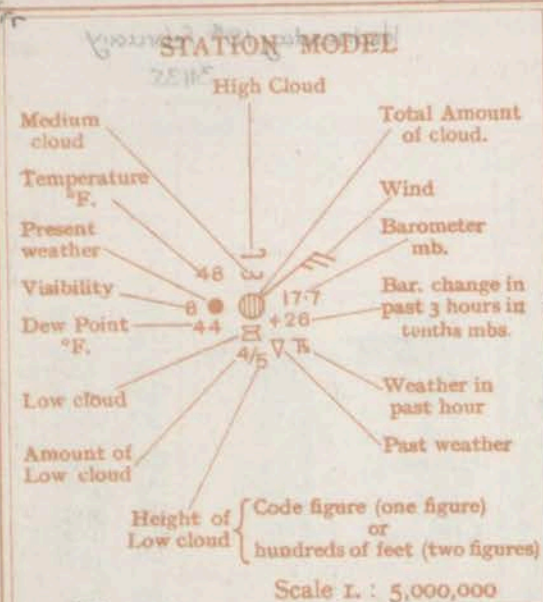 STATION MODEL
High Cloud
Medium
cloud
Total Amount
of cloud.
Temperature
°F.
Wind
Present
weather
Barometer
mb.
Visibility
Bar. change in
past 3 hours in
tenths mbs.
Dew Point
°F.
48
8
17·7
44
+26
4/5
Low cloud
Weather in
past hour
Amount of
Low cloud
Past weather
Height of
Low cloud
Code figure (one figure)
or
hundreds of feet (two figures)
Scale 1. : 5,000,000